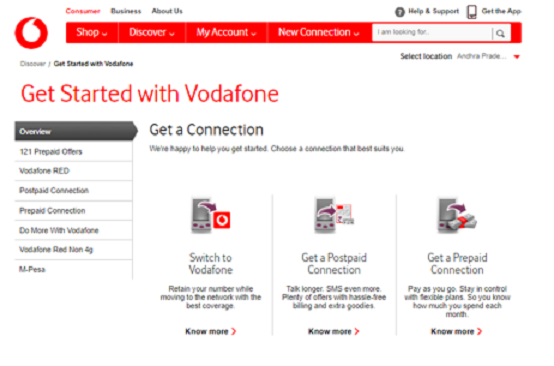 Consumer Business About Us Help & Support Get the App
Shop Discover My Account New Connection I am looking for..
Select location Andhra Prade...
Discover / Get Started with Vodafone
Get Started with Vodafone
Overview
121 Prepaid Offers
Vodafone RED
Postpaid Connection
Prepaid Connection
Do More With Vodafone
Vodafone Red Non 4g
M-Pesa
Get a Connection
We're happy to help you get started. Choose a connection that best suits you.
Switch to
Vodafone
Retain your number while
moving to the network with the
best coverage.
Know more >
Get a Postpaid
Connection
Talk longer. SMS even more.
Plenty of offers with hassle-free
billing and extra goodies.
Know more >
Get a Prepaid
Connection
Pay as you go. Stay in control
with flexible plans. So you know
how much you spend each
month.
Know more >